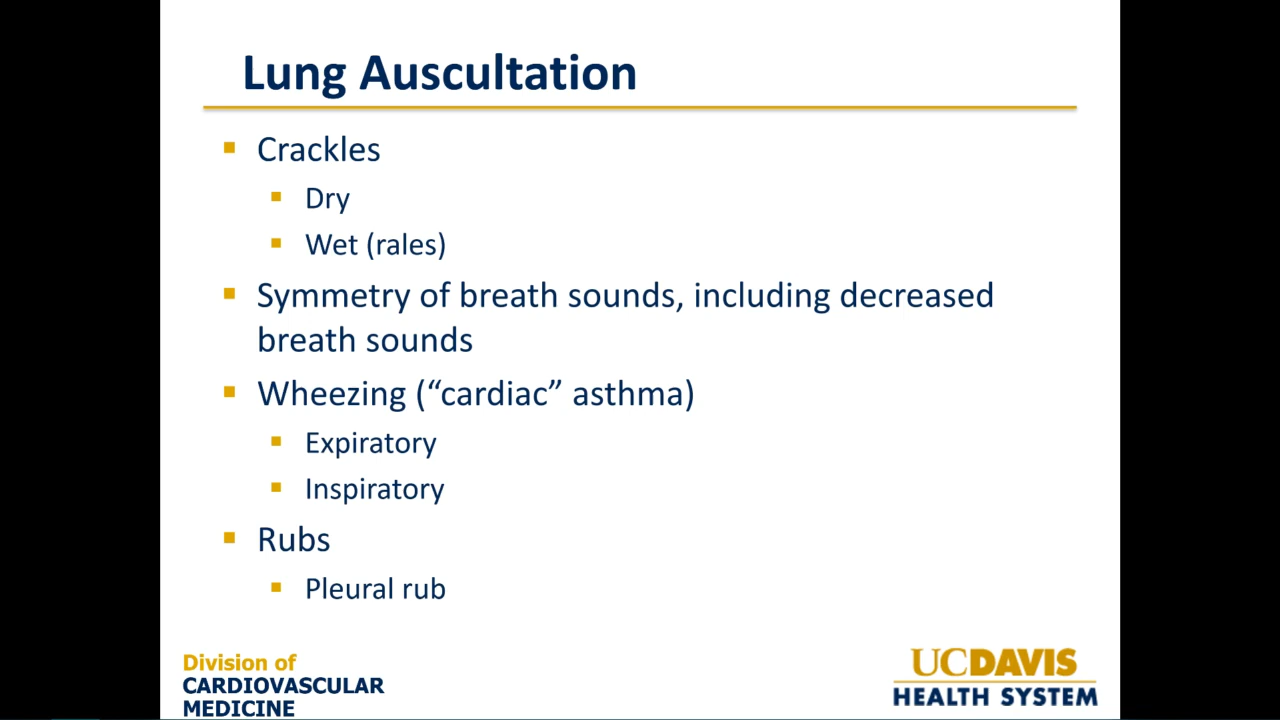 Lung Auscultation
Crackles
Dry
Wet (rales)
Symmetry of breath sounds, including decreased
breath sounds
Wheezing (“cardiac” asthma)
Expiratory
Inspiratory
Rubs
Pleural rub
Division of
CARDIOVASCULAR
MEDICINE
UCDAVIS
HEALTH SYSTEM